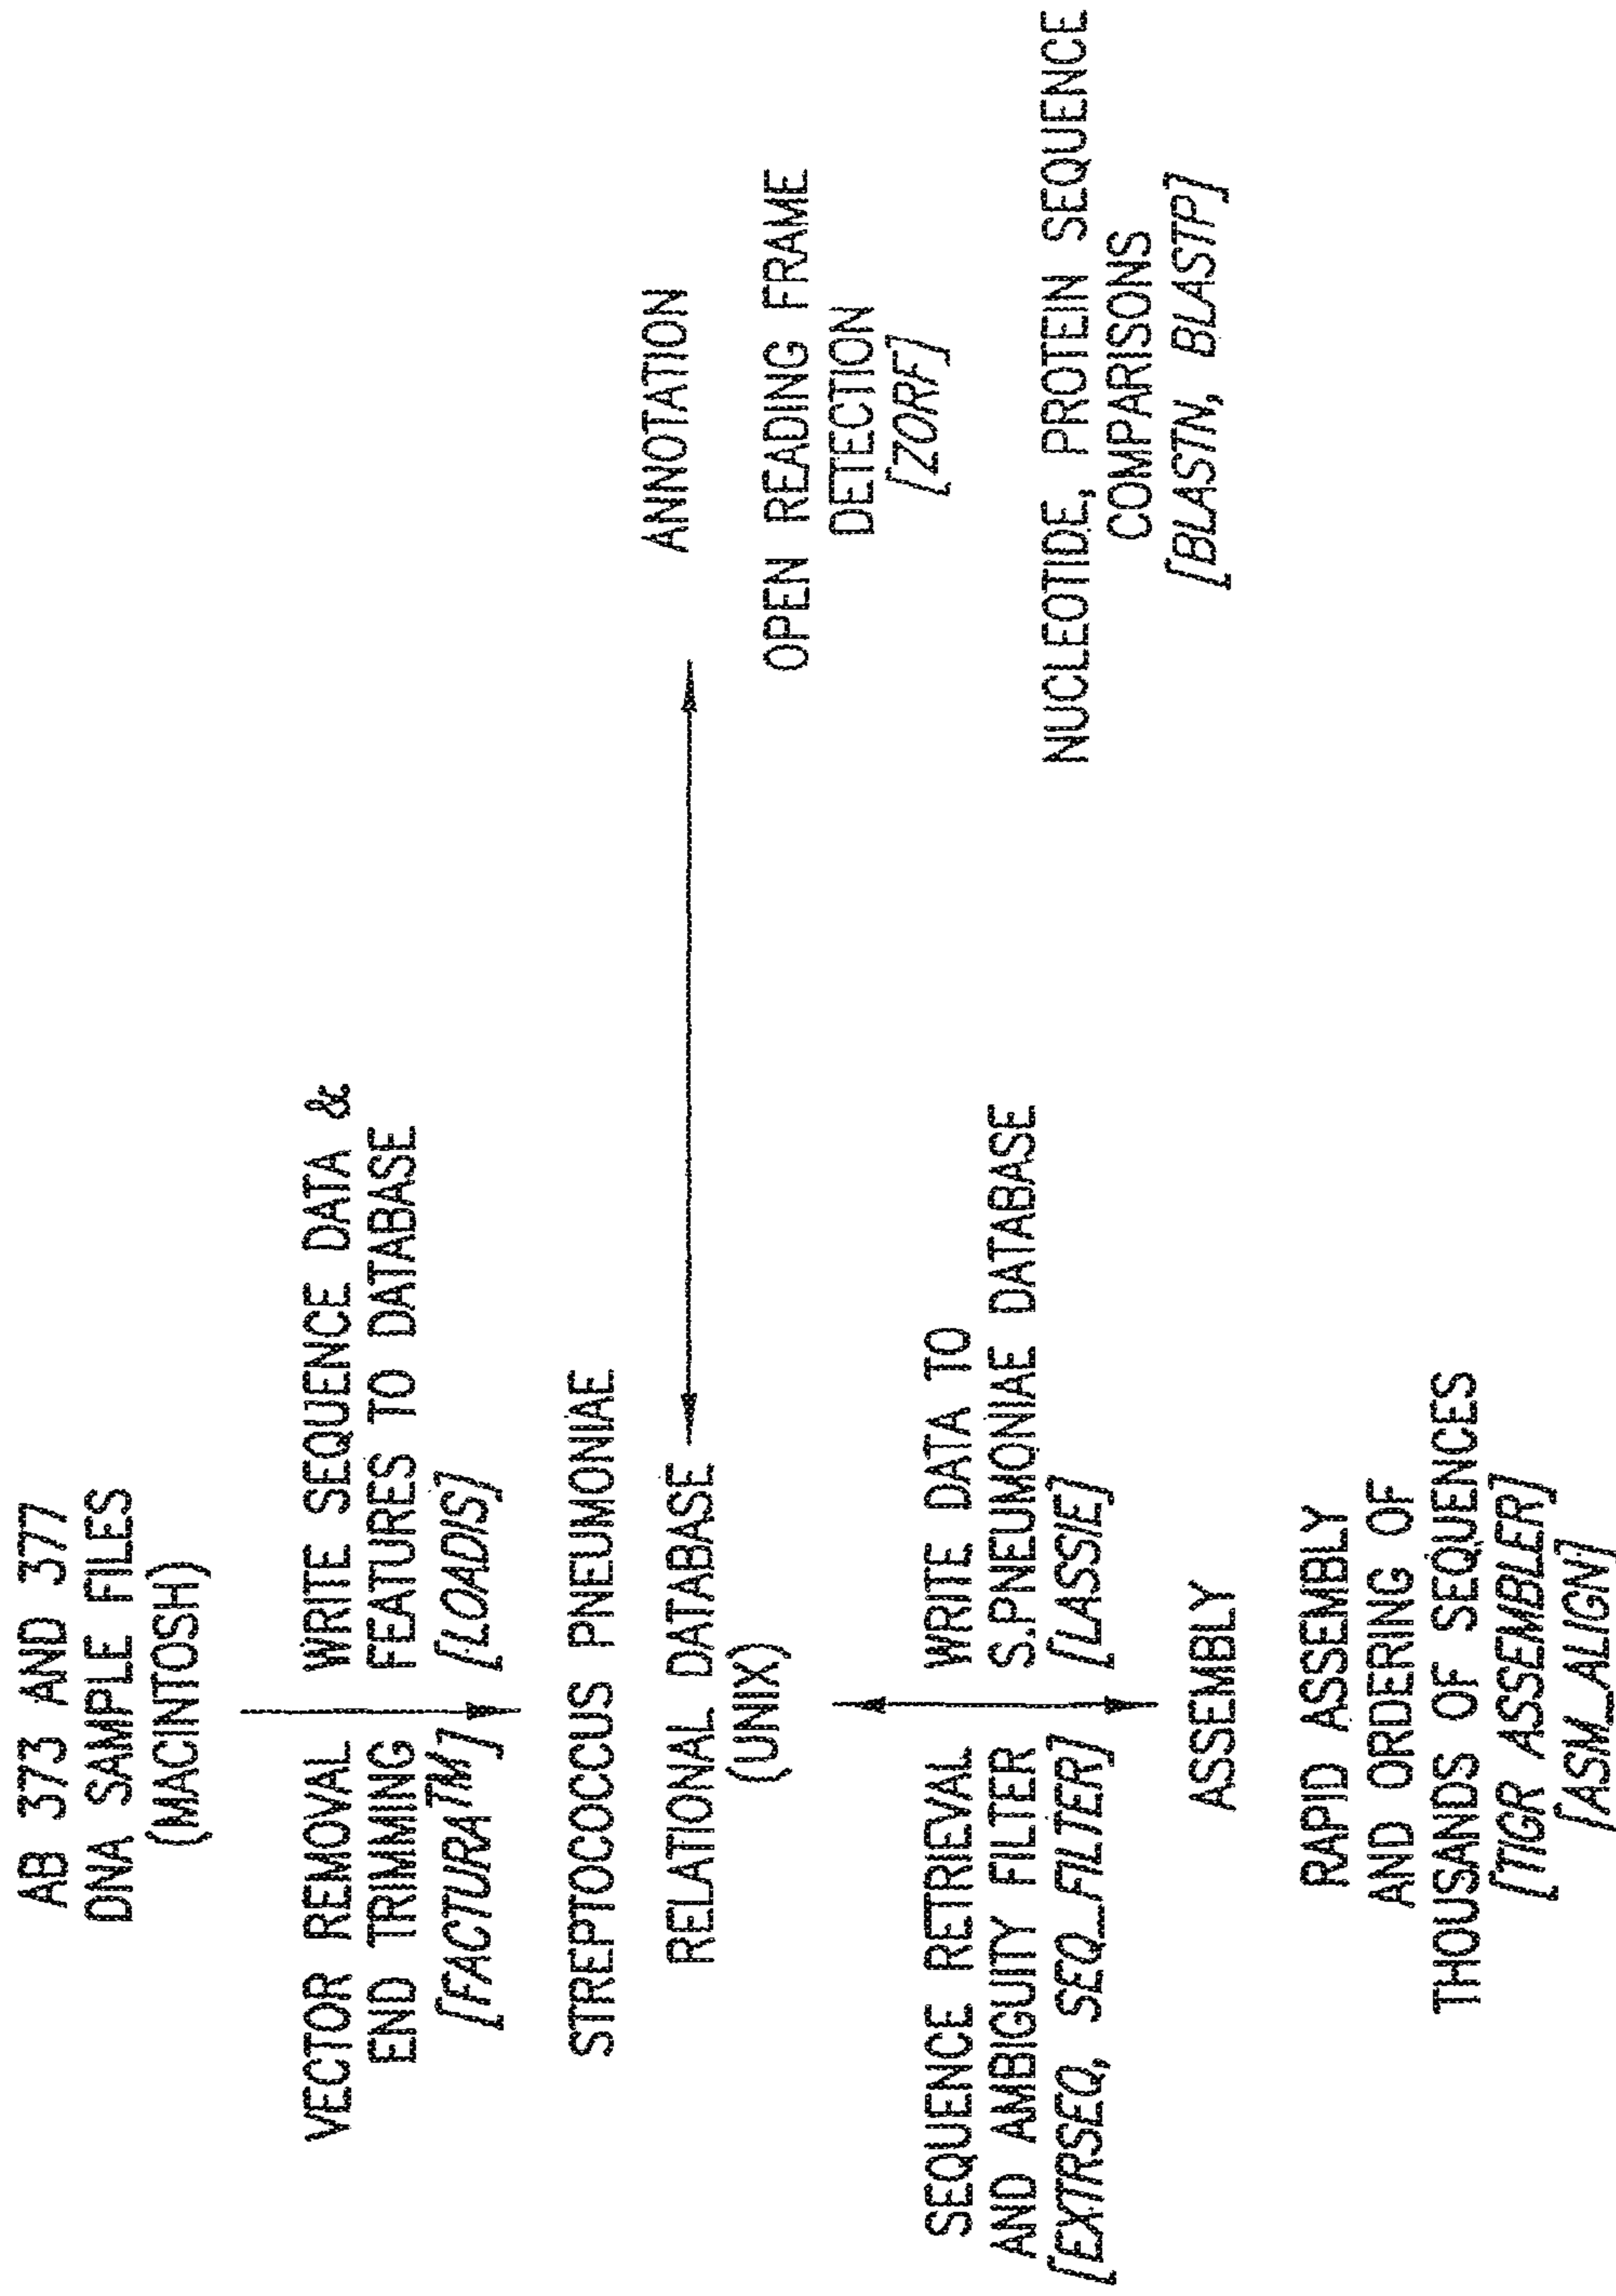 AB 373 AND 377
DNA SAMPLE FILES
(MACINTOSH)
VECTOR REMOVAL
END TRIMMING
[FACTURA™]
WRITE SEQUENCE DATA &
FEATURES TO DATABASE
[LOADIS]
STREPTOCOCCUS PNEUMONIAE
RELATIONAL DATABASE
(UNIX)
ANNOTATION
OPEN READING FRAME
DETECTION
[ZORF]
NUCLEOTIDE, PROTEIN SEQUENCE
COMPARISONS
[BLASTN, BLASTP]
SEQUENCE RETRIEVAL
AND AMBIGUITY FILTER
[EXTRSEQ, SEQ_FILTER]
WRITE DATA TO
S.PNEUMONIAE DATABASE
[LASSIE]
ASSEMBLY
RAPID ASSEMBLY
AND ORDERING OF
THOUSANDS OF SEQUENCES
[TIGR ASSEMBLER]
[ASM_ALIGN]